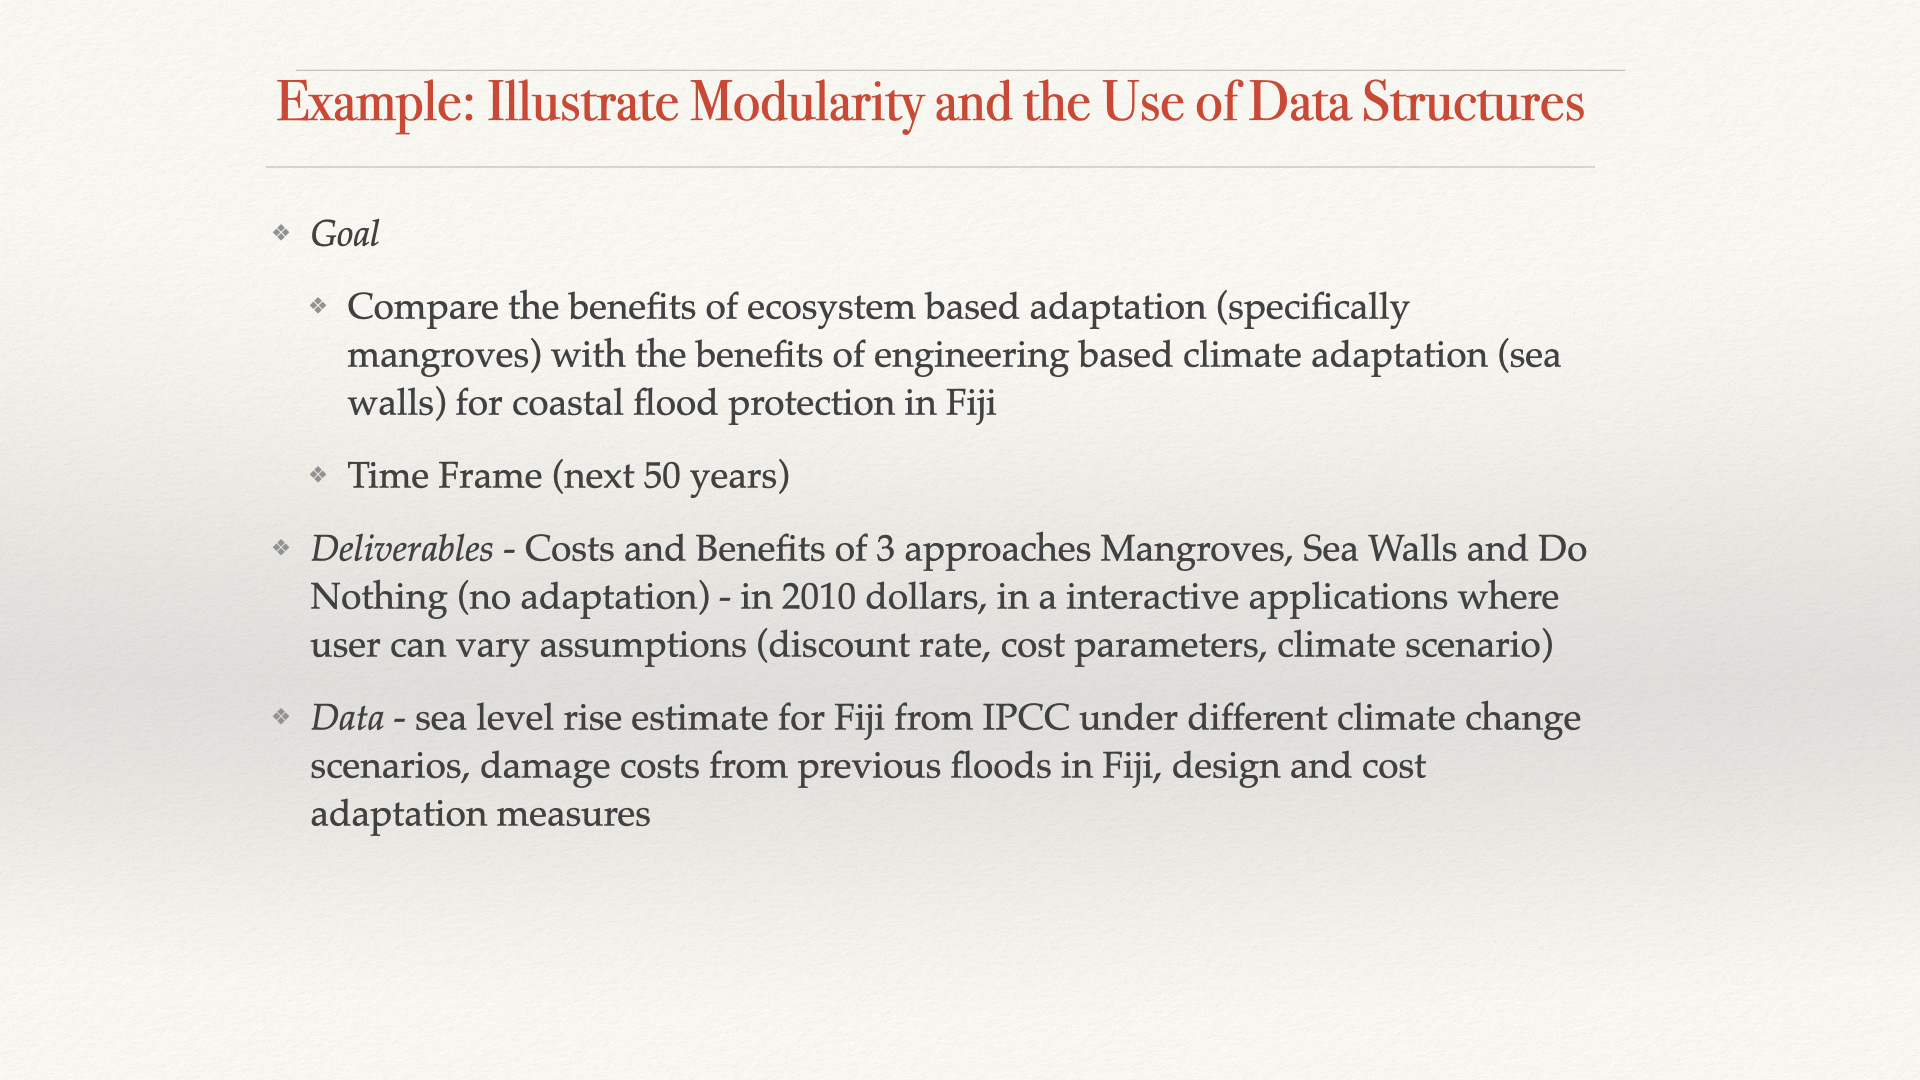 Example: Illustrate Modularity and the Use of Data Structures
❖ Goal
❖ Compare the benefits of ecosystem based adaptation (specifically
mangroves) with the benefits of engineering based climate adaptation (sea
walls) for coastal flood protection in Fiji
❖ Time Frame (next 50 years)
❖ Deliverables - Costs and Benefits of 3 approaches Mangroves, Sea Walls and Do
Nothing (no adaptation) - in 2010 dollars, in a interactive applications where
user can vary assumptions (discount rate, cost parameters, climate scenario)
❖ Data - sea level rise estimate for Fiji from IPCC under different climate change
scenarios, damage costs from previous floods in Fiji, design and cost
adaptation measures